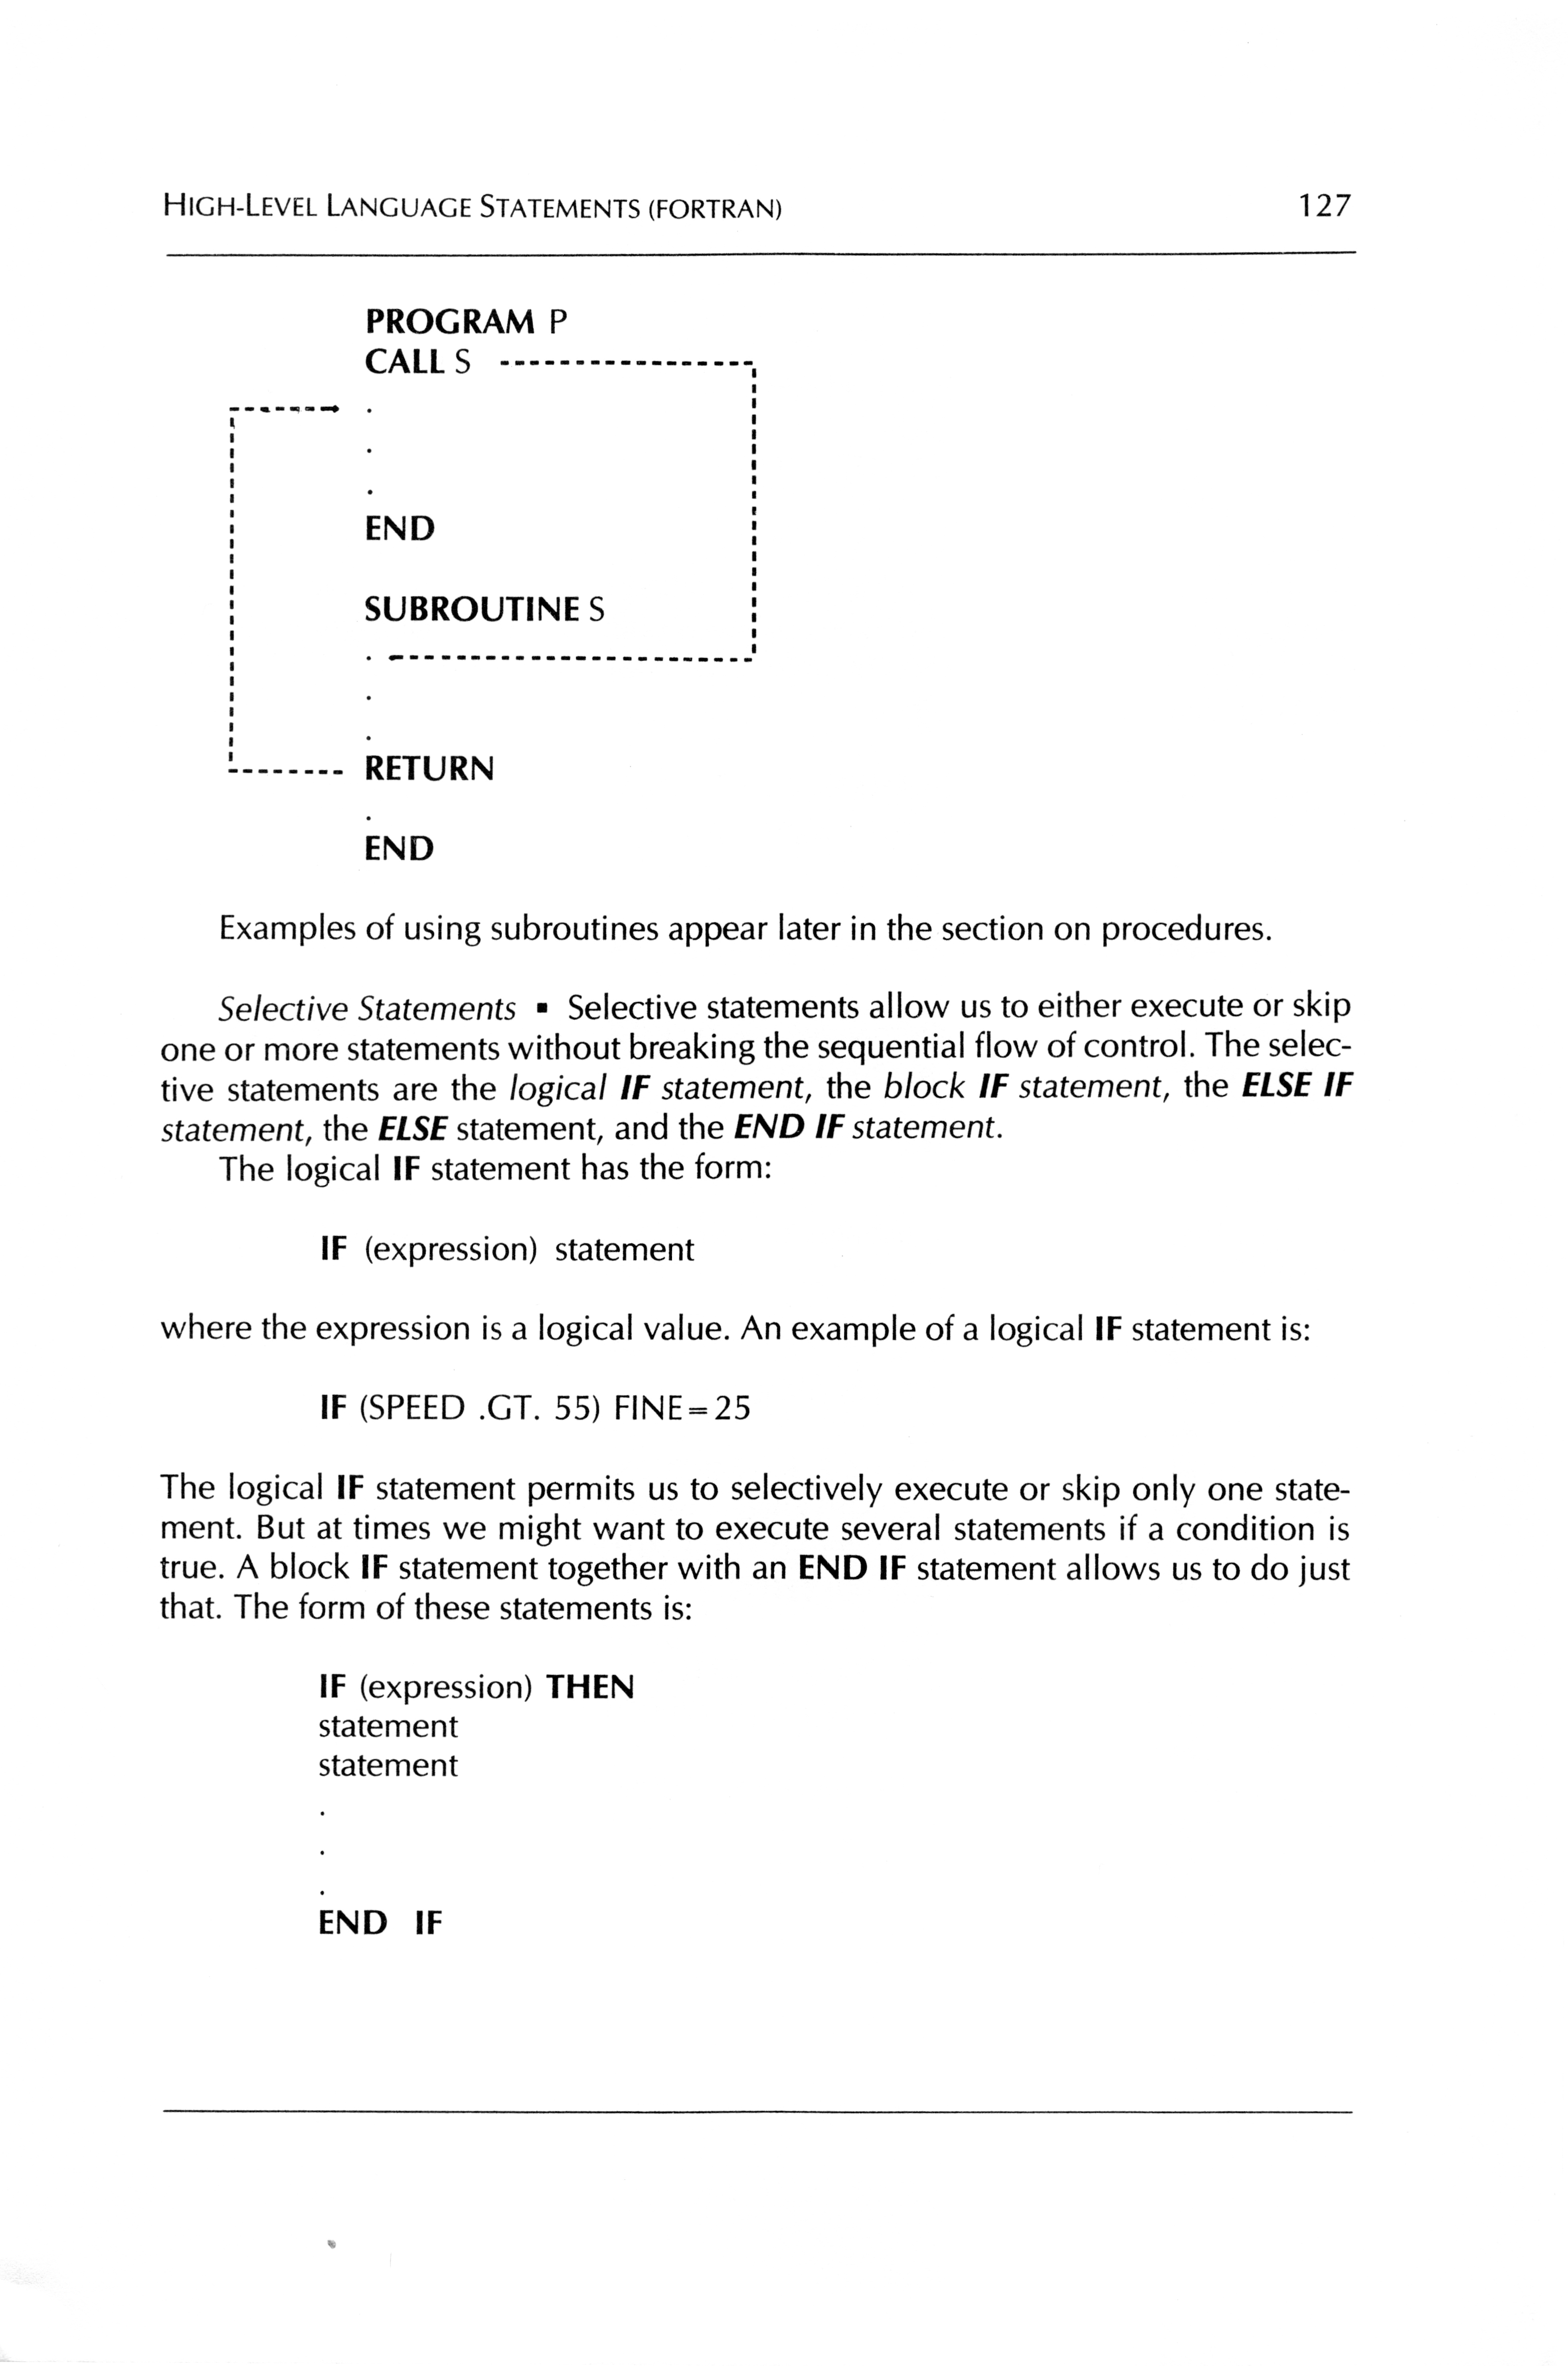 HIGH-LEVEL LANGUAGE STATEMENTS (FORTRAN) 127
PROGRAM P
CALL S
.
.
.
END
SUBROUTINE S
.
.
.
RETURN
.
END
Examples of using subroutines appear later in the section on procedures.
Selective Statements ▪ Selective statements allow us to either execute or skip
one or more statements without breaking the sequential flow of control. The selec-
tive statements are the logical IF statement, the block IF statement, the ELSE IF
statement, the ELSE statement, and the END IF statement.
The logical IF statement has the form:
IF (expression) statement
where the expression is a logical value. An example of a logical IF statement is:
IF (SPEED .GT. 55) FINE=25
The logical IF statement permits us to selectively execute or skip only one state-
ment. But at times we might want to execute several statements if a condition is
true. A block IF statement together with an END IF statement allows us to do just
that. The form of these statements is:
IF (expression) THEN
statement
statement
.
.
.
END IF